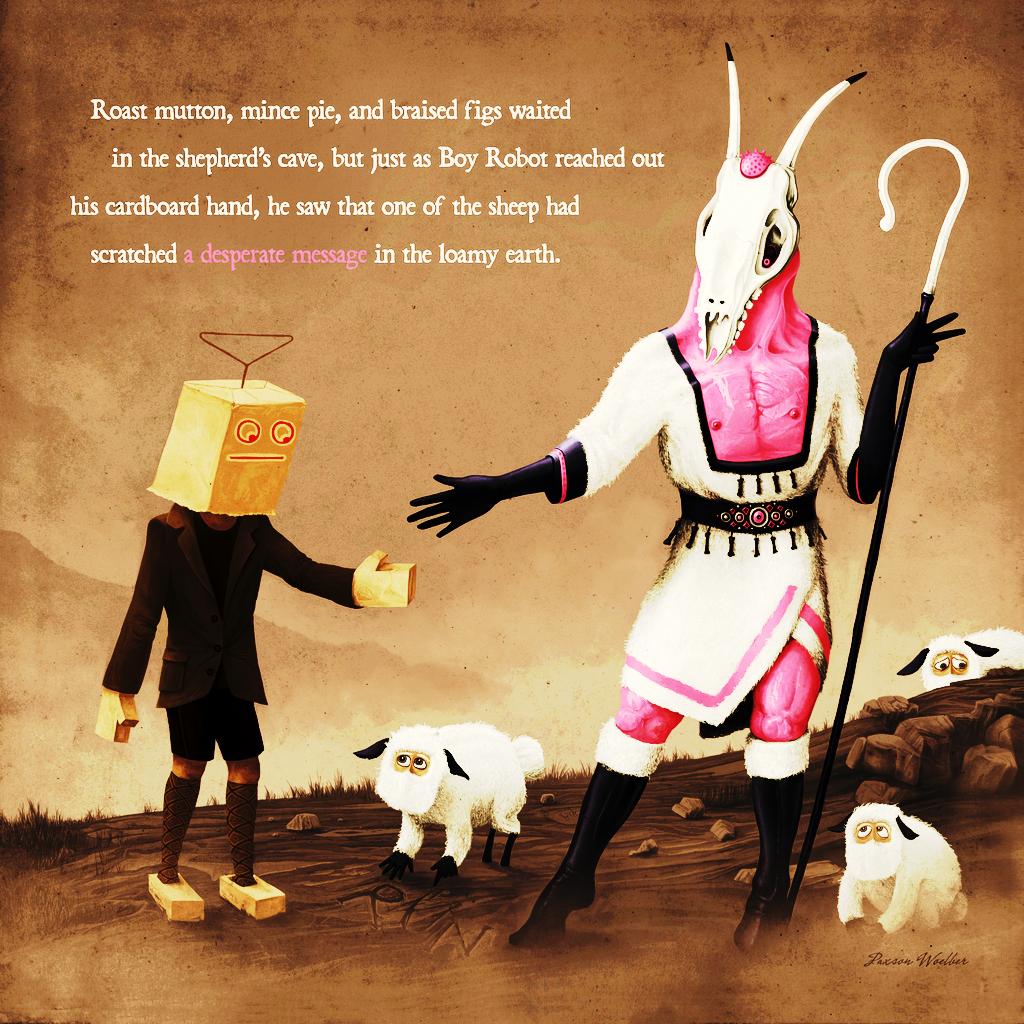 Roast mutton, mince pie, and braised figs waited
in the shepherd's cave, but just as Boy Robot reached out
his cardboard hand, he saw that one of the sheep had
scratched a desperate message in the loamy earth.
RUN
Paxson Woelber